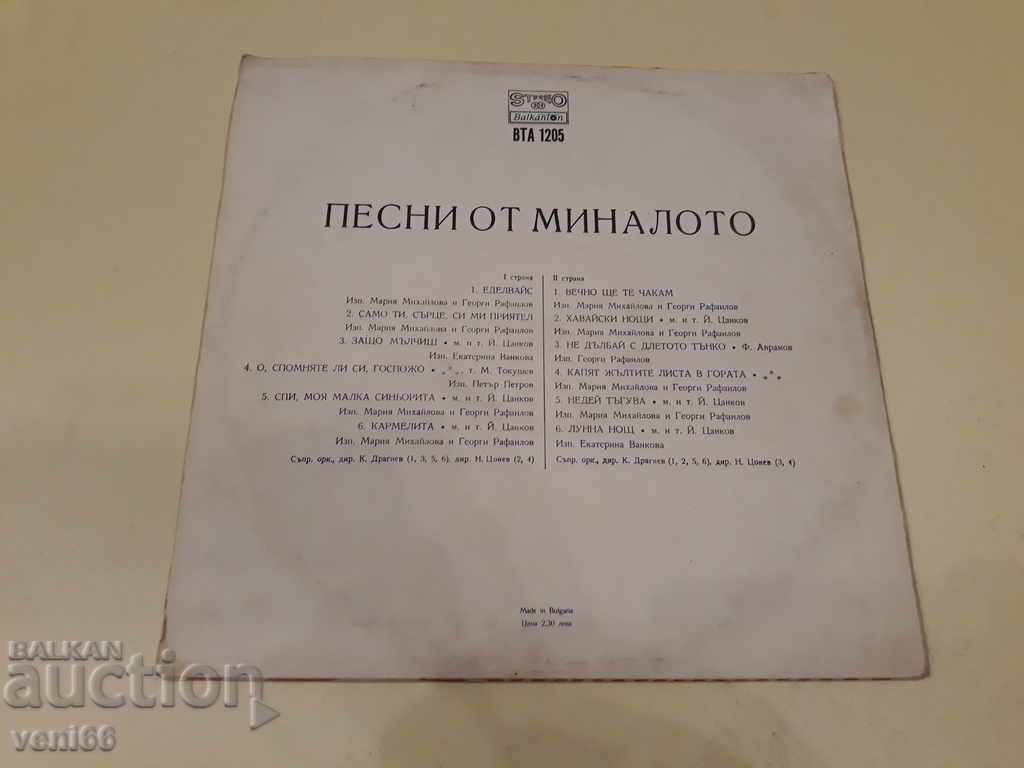 STEREO
Balkanton
ВТА 1205
ПЕСНИ ОТ МИНАЛОТО
I страна
1. ЕДЕЛВАЙС
Изп. Мария Михайлова и Георги Рафаилов
2. САМО ТИ, СЪРЦЕ, СИ МИ ПРИЯТЕЛ
Изп. Мария Михайлова и Георги Рафаилов
3. ЗАЩО МЪЛЧИШ • м. и т. Й. Цанков
Изп. Екатерина Ванкова
4. О, СПОМНЯТЕ ЛИ СИ, ГОСПОЖО • ***, т. М. Токушев
Изп. Петър Петров
5. СПИ, МОЯ МАЛКА СИНЬОРИТА • м. и т. Й. Цанков
Изп. Мария Михайлова и Георги Рафаилов
6. КАРМЕЛИТА • м. и т. Й. Цанков
Изп. Мария Михайлова и Георги Рафаилов
Съпр. орк., дир. К. Драгнев (1, 3, 5, 6), дир. Н. Цонев (2, 4)
II страна
1. ВЕЧНО ЩЕ ТЕ ЧАКАМ
Изп. Мария Михайлова и Георги Рафаилов
2. ХАВАЙСКИ НОЩИ • м. и т. Й. Цанков
Изп. Мария Михайлова и Георги Рафаилов
3. НЕ ДЪЛБАЙ С ДЛЕТОТО ТЪНКО • Ф. Аврамов
Изп. Георги Рафаилов
4. КАПЯТ ЖЪЛТИТЕ ЛИСТА В ГОРАТА • ***
Изп. Мария Михайлова и Георги Рафаилов
5. НЕДЕЙ ТЪГУВА • м. и т. Й. Цанков
Изп. Мария Михайлова и Георги Рафаилов
6. ЛУННА НОЩ • м. и т. Й. Цанков
Изп. Екатерина Ванкова
Съпр. орк., дир. К. Драгнев (1, 2, 5, 6), дир. Н. Цонев (3, 4)
Made in Bulgaria
Цена 2,30 лева
BALKAN
auction
veni66